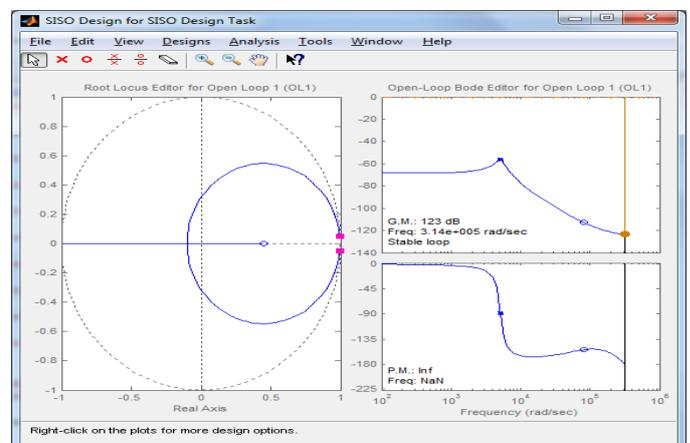 SISO Design for SISO Design Task
File Edit View Designs Analysis Tools Window Help
Root Locus Editor for Open Loop 1 (OL1)
1
0.8
0.6
0.4
0.2
0
-0.2
-0.4
-0.6
-0.8
-1
-1 -0.5 0 0.5 1
Real Axis
Open-Loop Bode Editor for Open Loop 1 (OL1)
0
-20
-40
-60
-80
-100
-120
-140
G.M.: 123 dB
Freq: 3.14e+005 rad/sec
Stable loop
0
-45
-90
-135
-180
-225
P.M.: Inf
Freq: NaN
10^2 10^3 10^4 10^5 10^6
Frequency (rad/sec)
Right-click on the plots for more design options.